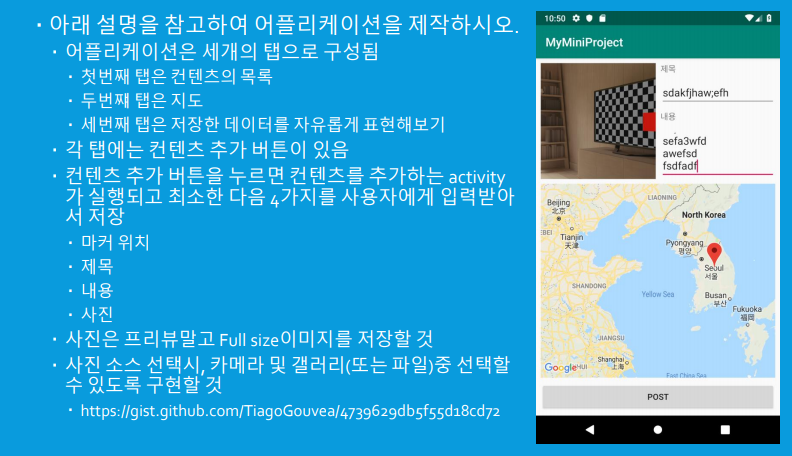 아래 설명을 참고하여 어플리케이션을 제작하시오.
어플리케이션은 세개의 탭으로 구성됨
첫번째 탭은 컨텐츠의 목록
두번째 탭은 지도
세번째 탭은 저장한 데이터를 자유롭게 표현해보기
각 탭에는 컨텐츠 추가 버튼이 있음
컨텐츠 추가 버튼을 누르면 컨텐츠를 추가하는 activity
가 실행되고 최소한 다음 4가지를 사용자에게 입력받아
서 저장
마커 위치
제목
내용
사진
사진은 프리뷰말고 Full size이미지를 저장할 것
사진 소스 선택시, 카메라 및 갤러리(또는 파일)중 선택할
수 있도록 구현할 것
https://gist.github.com/TiagoGouvea/4739629db5f55d18cd72
10:50
MyMiniProject
제목
sdakfjhaw;efh
내용
sefa3wfd
awefsd
fsdfadf
Beijing
北京
LIAONING
North Korea
EBEI
Tianjin
天津
Pyongyang
평양
Seoul
서울
SHANDONG
Yellow Sea
Busan
부산
Fukuoka
福岡
JIANGSU
Shanghai
上海
Google
HUI
East China Sea
POST